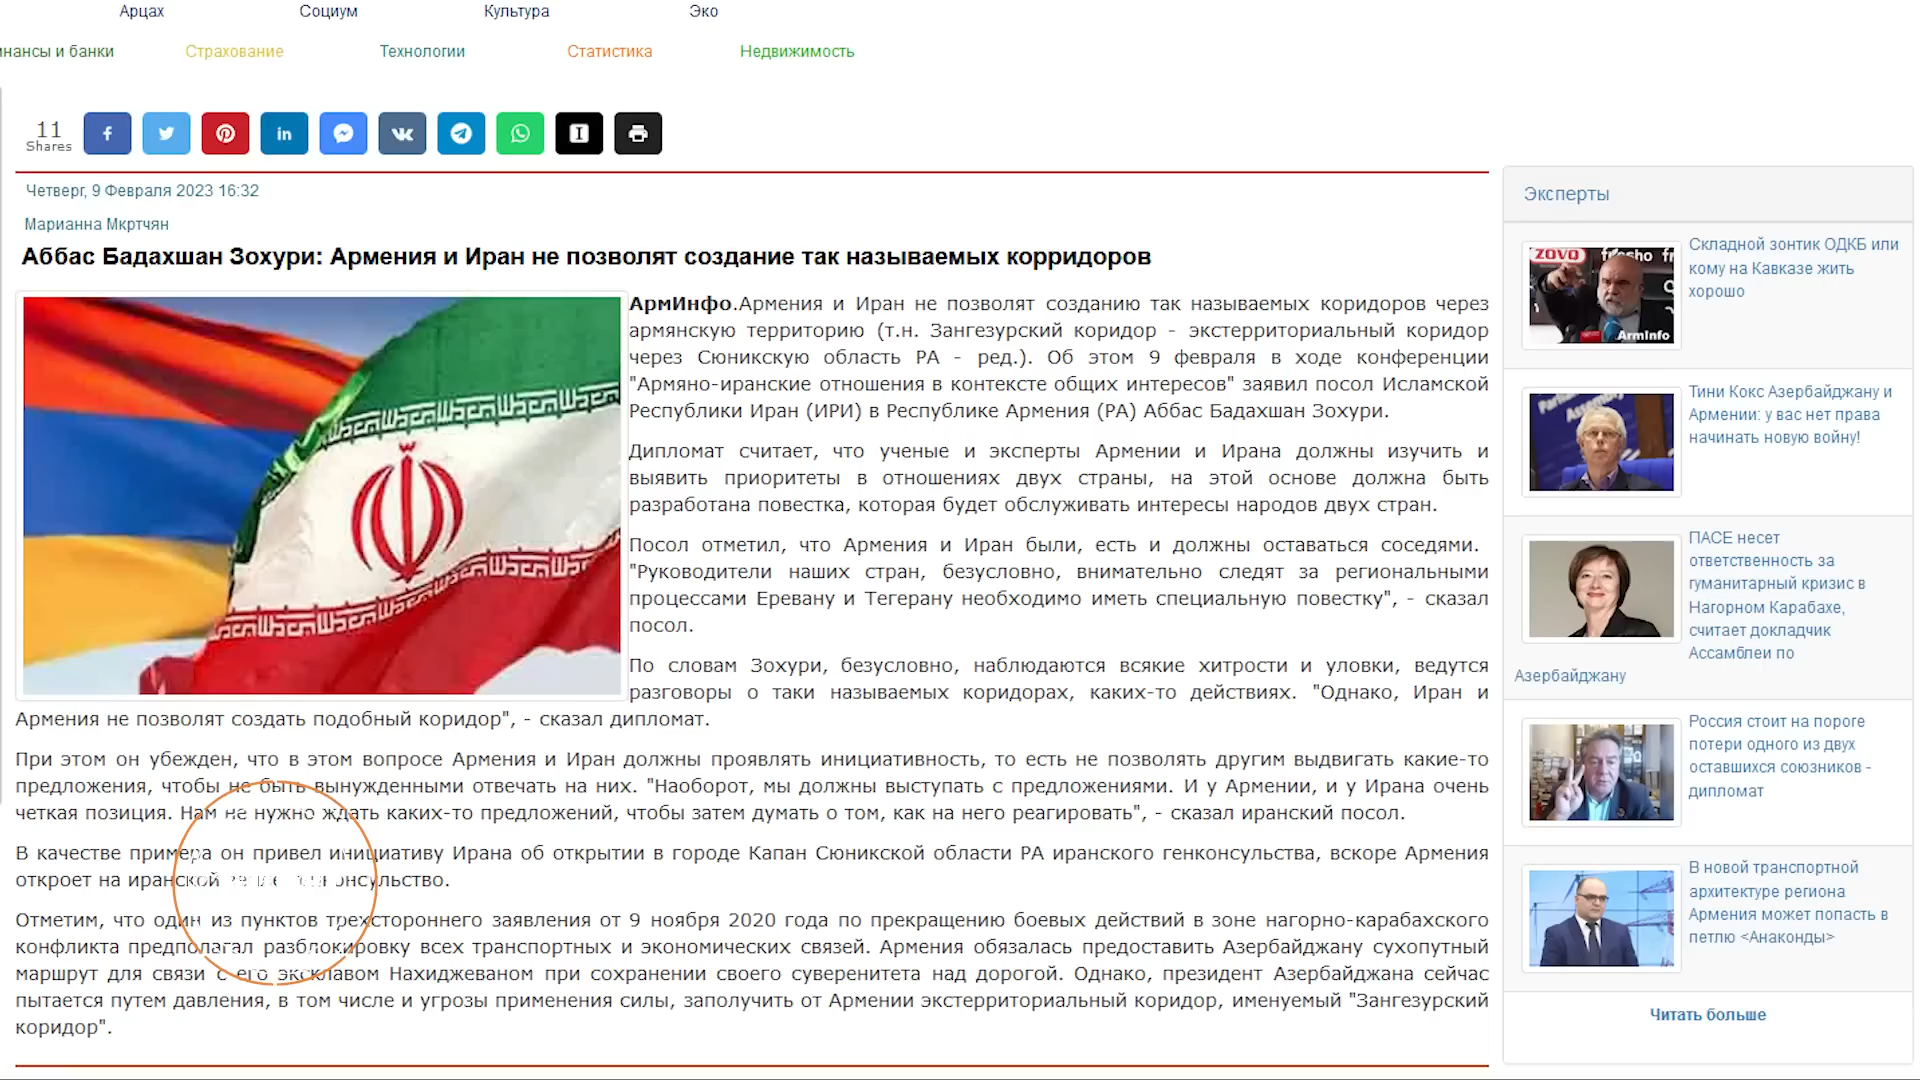 Арцах
Социум
Культура
Эко
инансы и банки
Страхование
Технологии
Статистика
Недвижимость
11
Shares
Четверг, 9 Февраля 2023 16:32
Марианна Мкртчян
Аббас Бадахшан Зохури: Армения и Иран не позволят создание так называемых корридоров
АрмИнфо.Армения и Иран не позволят созданию так называемых коридоров через
армянскую территорию (т.н. Зангезурский коридор - экстерриториальный коридор
через Сюникскую область РА - ред.). Об этом 9 февраля в ходе конференции
"Армяно-иранские отношения в контексте общих интересов" заявил посол Исламской
Республики Иран (ИРИ) в Республике Армения (РА) Аббас Бадахшан Зохури.
Дипломат считает, что ученые и эксперты Армении и Ирана должны изучить и
выявить приоритеты в отношениях двух страны, на этой основе должна быть
разработана повестка, которая будет обслуживать интересы народов двух стран.
Посол отметил, что Армения и Иран были, есть и должны оставаться соседями.
"Руководители наших стран, безусловно, внимательно следят за региональными
процессами Еревану и Тегерану необходимо иметь специальную повестку", - сказал
посол.
По словам Зохури, безусловно, наблюдаются всякие хитрости и уловки, ведутся
разговоры о таки называемых коридорах, каких-то действиях. "Однако, Иран и
Армения не позволят создать подобный коридор", - сказал дипломат.
При этом он убежден, что в этом вопросе Армения и Иран должны проявлять инициативность, то есть не позволять другим выдвигать какие-то
предложения, чтобы не быть вынужденными отвечать на них. "Наоборот, мы должны выступать с предложениями. И у Армении, и у Ирана очень
четкая позиция. Нам не нужно ждать каких-то предложений, чтобы затем думать о том, как на него реагировать", - сказал иранский посол.
В качестве примера он привел инициативу Ирана об открытии в городе Капан Сюникской области РА иранского генконсульства, вскоре Армения
откроет на иранской
Отметим, что один из пунктов трехстороннего заявления от 9 ноября 2020 года по прекращению боевых действий в зоне нагорно-карабахского
конфликта предполагал разблокировку всех транспортных и экономических связей. Армения обязалась предоставить Азербайджану сухопутный
маршрут для связи с его эксклавом Нахиджеваном при сохранении своего суверенитета над дорогой. Однако, президент Азербайджана сейчас
пытается путем давления, в том числе и угрозы применения силы, заполучить от Армении экстерриториальный коридор, именуемый "Зангезурский
коридор".
Эксперты
ZOVO
ArmInfo
Складной зонтик ОДКБ или
кому на Кавказе жить
хорошо
Тини Кокс Азербайджану и
Армении: у вас нет права
начинать новую войну!
ПАСЕ несет
ответственность за
гуманитарный кризис в
Нагорном Карабахе,
считает докладчик
Ассамблеи по
Азербайджану
Россия стоит на пороге
потери одного из двух
оставшихся союзников -
дипломат
В новой транспортной
архитектуре региона
Армения может попасть в
петлю <Анаконды>
Читать больше